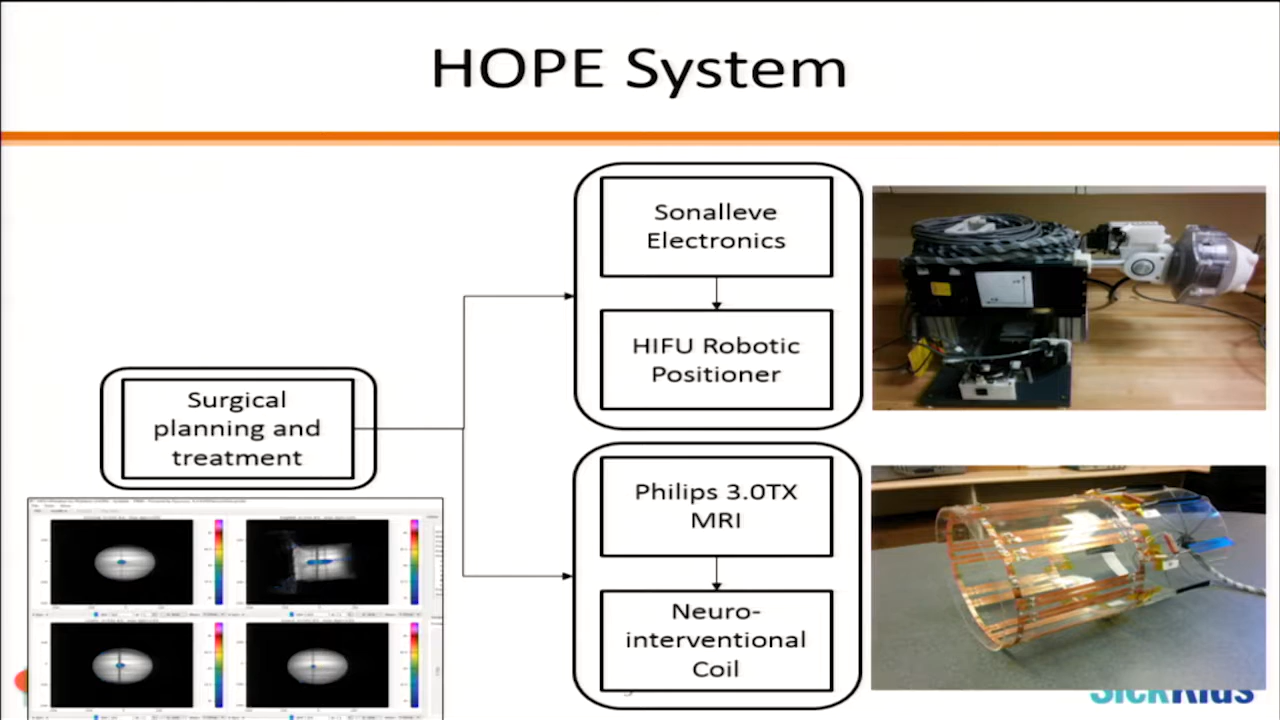 HOPE System
Sonalleve
Electronics
HIFU Robotic
Positioner
Surgical
planning and
treatment
Philips 3.0TX
MRI
Neuro-
interventional
Coil
SickKids